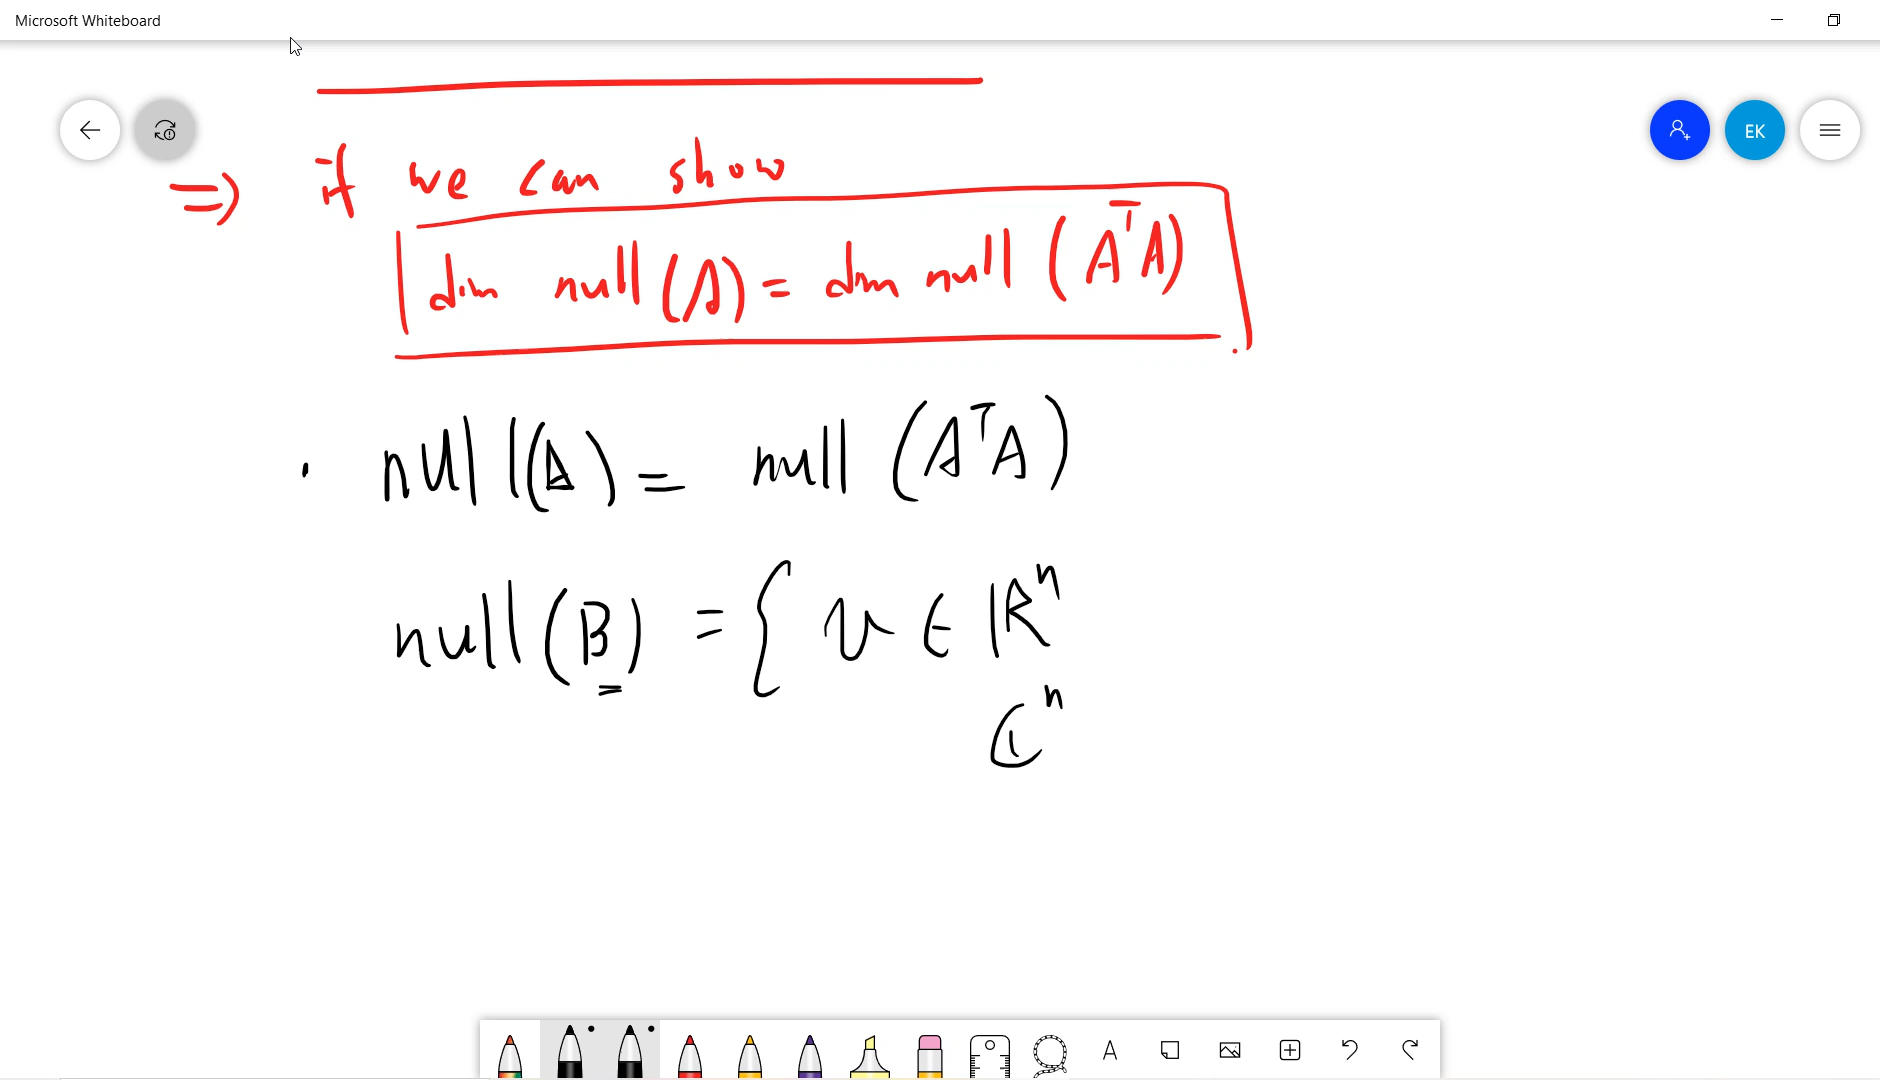 Microsoft Whiteboard
EK
⇒ if we can show
dim null (A) = dim null (AᵀA)
· null (A) = null (AᵀA)
null (B) = { v ∈ ℝⁿ
ℂⁿ
A